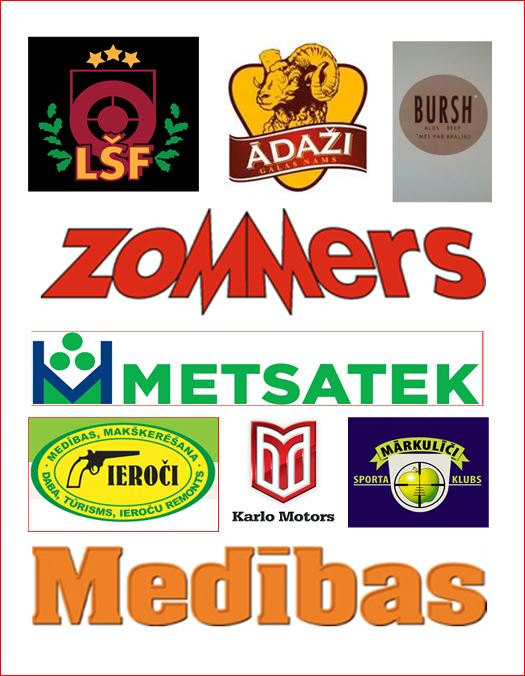 LŠF
ĀDAŽI
GAĻAS NAMS
BURSH
ALUS BEER
"MĒS PAR BRĀLĪBU"
ZOMMers
METSATEK
MEDĪBAS, MAKŠĶERĒŠANA
IEROČI
DABA, TŪRISMS, IEROČU REMONTS
Karlo Motors
MĀRKULĪČI
SPORTA KLUBS
Medības